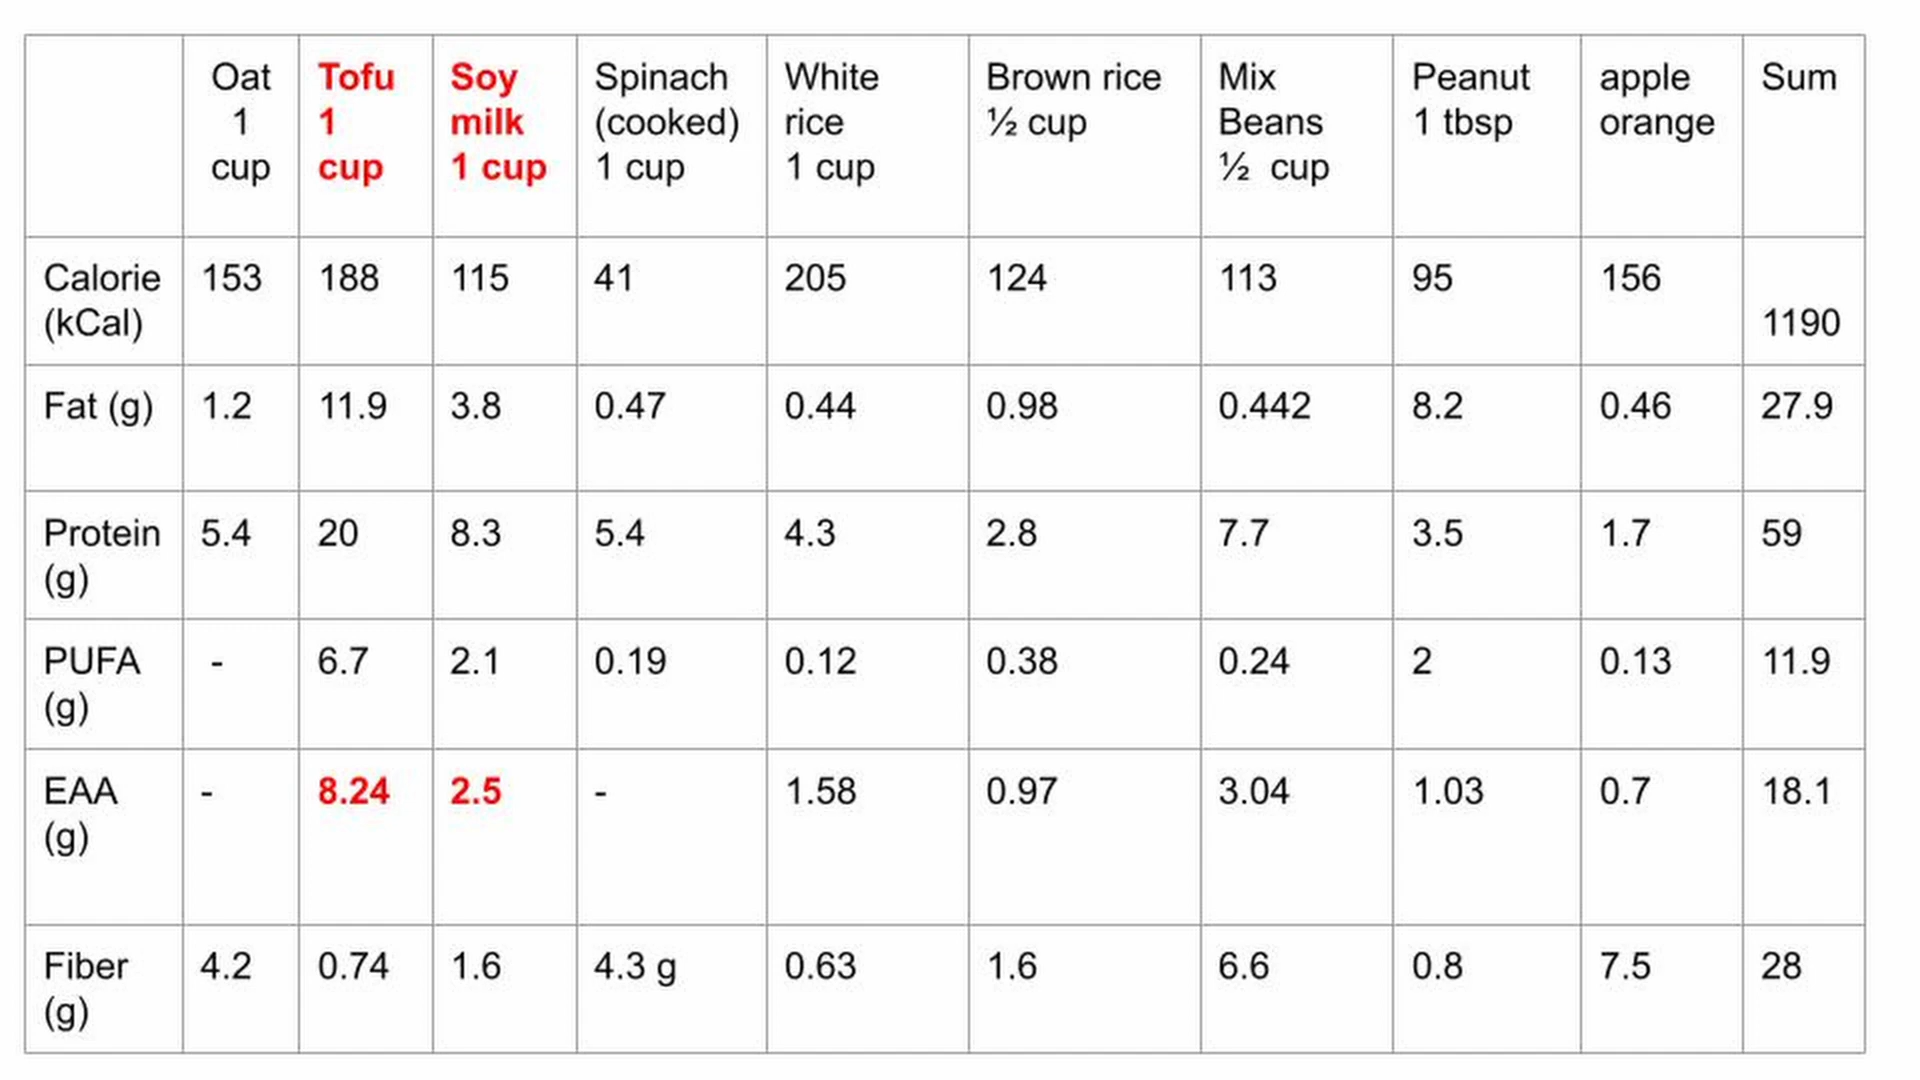 Oat 1 cup | Tofu 1 cup | Soy milk 1 cup | Spinach (cooked) 1 cup | White rice 1 cup | Brown rice ½ cup | Mix Beans ½ cup | Peanut 1 tbsp | apple orange | Sum
Calorie (kCal) | 153 | 188 | 115 | 41 | 205 | 124 | 113 | 95 | 156 | 1190
Fat (g) | 1.2 | 11.9 | 3.8 | 0.47 | 0.44 | 0.98 | 0.442 | 8.2 | 0.46 | 27.9
Protein (g) | 5.4 | 20 | 8.3 | 5.4 | 4.3 | 2.8 | 7.7 | 3.5 | 1.7 | 59
PUFA (g) | - | 6.7 | 2.1 | 0.19 | 0.12 | 0.38 | 0.24 | 2 | 0.13 | 11.9
EAA (g) | - | 8.24 | 2.5 | - | 1.58 | 0.97 | 3.04 | 1.03 | 0.7 | 18.1
Fiber (g) | 4.2 | 0.74 | 1.6 | 4.3 g | 0.63 | 1.6 | 6.6 | 0.8 | 7.5 | 28